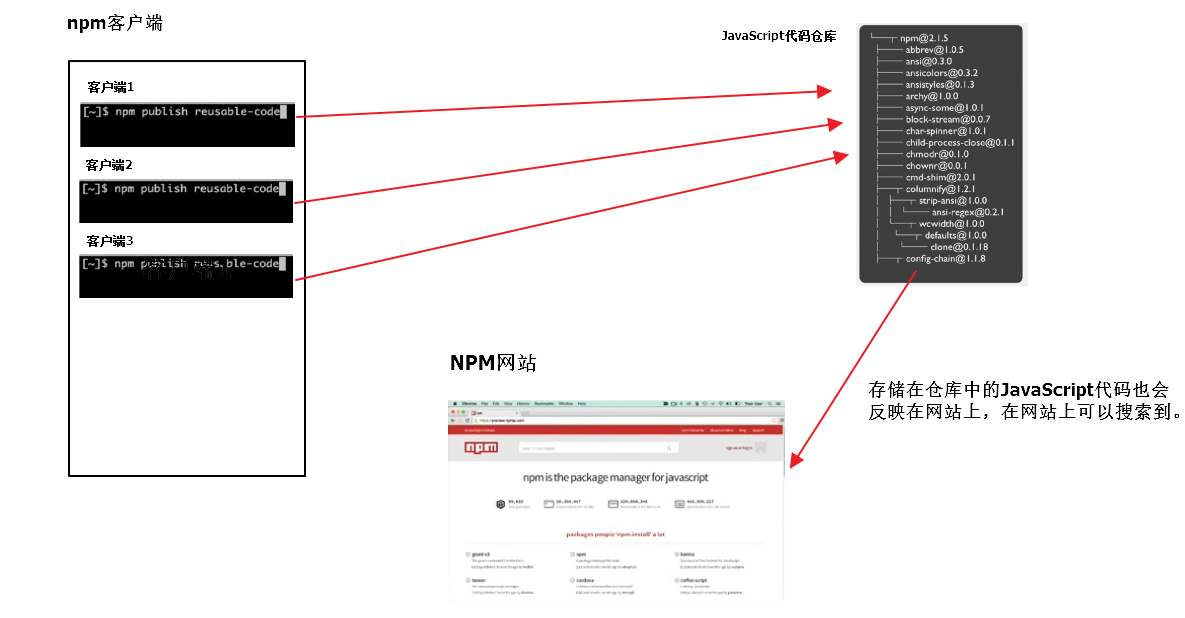 npm客户端
客户端1
[~]$ npm publish reusable-code
客户端2
[~]$ npm publish reusable-code
客户端3
[~]$ npm publish
JavaScript代码仓库
npm@2.1.5
abbrev@1.0.5
ansi@0.3.0
ansicolors@0.3.2
ansistyles@0.1.3
archy@1.0.0
async-some@1.0.1
block-stream@0.0.7
char-spinner@1.0.1
child-process-close@0.1.1
chmodr@0.1.0
chownr@0.0.1
cmd-shim@2.0.1
columnify@1.2.1
strip-ansi@1.0.0
ansi-regex@0.2.1
wcwidth@1.0.0
defaults@1.0.0
clone@0.1.18
config-chain@1.1.8
存储在仓库中的JavaScript代码也会
反映在网站上，在网站上可以搜索到。
NPM网站
npm
npm is the package manager for javascript
packages people 'npm install' a lot
grunt-cli
npm
bower
cordova
coffee-script